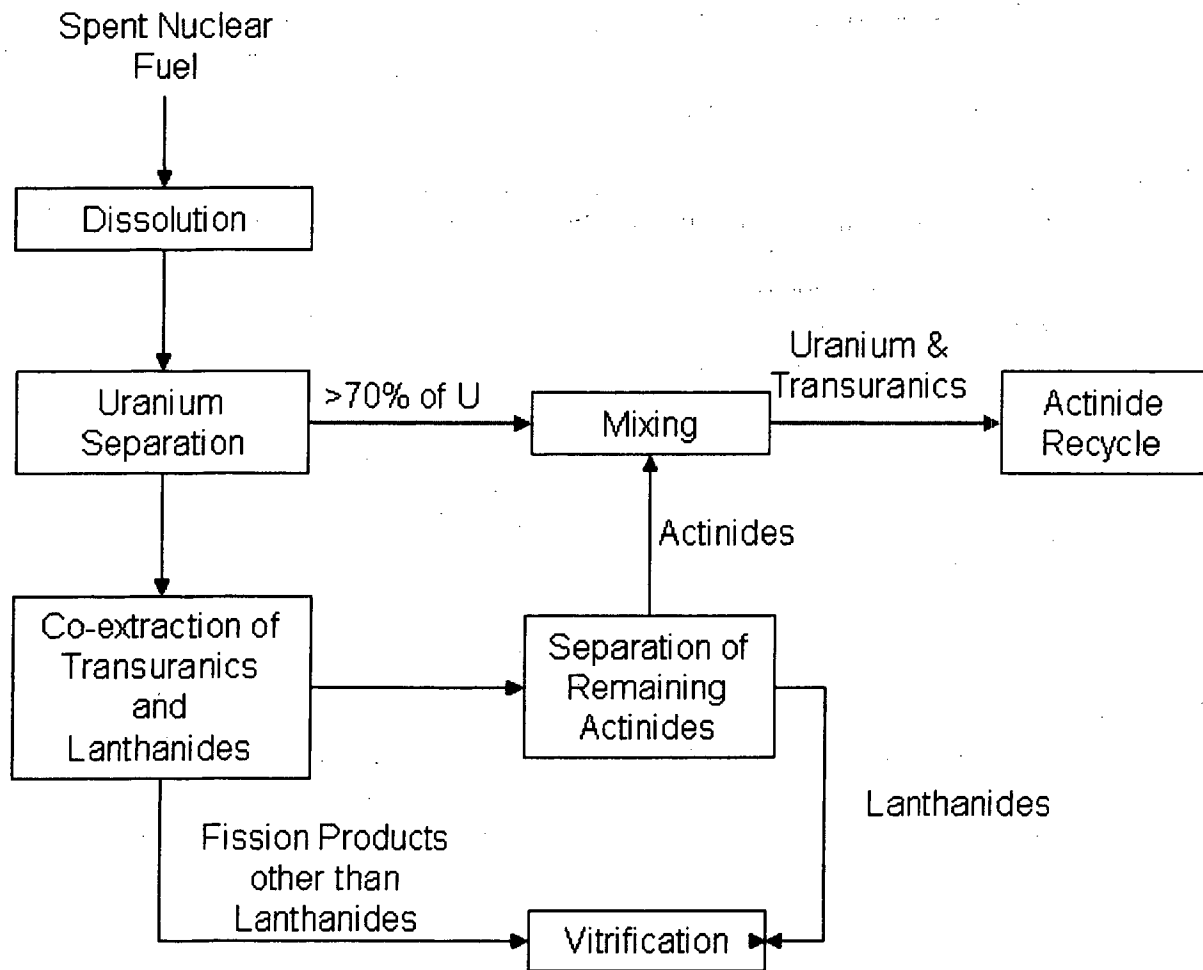 Spent Nuclear
Fuel
Dissolution
Uranium
Separation
>70% of U
Mixing
Uranium &
Transuranics
Actinide
Recycle
Actinides
Co-extraction of
Transuranics
and
Lanthanides
Separation of
Remaining
Actinides
Lanthanides
Fission Products
other than
Lanthanides
Vitrification